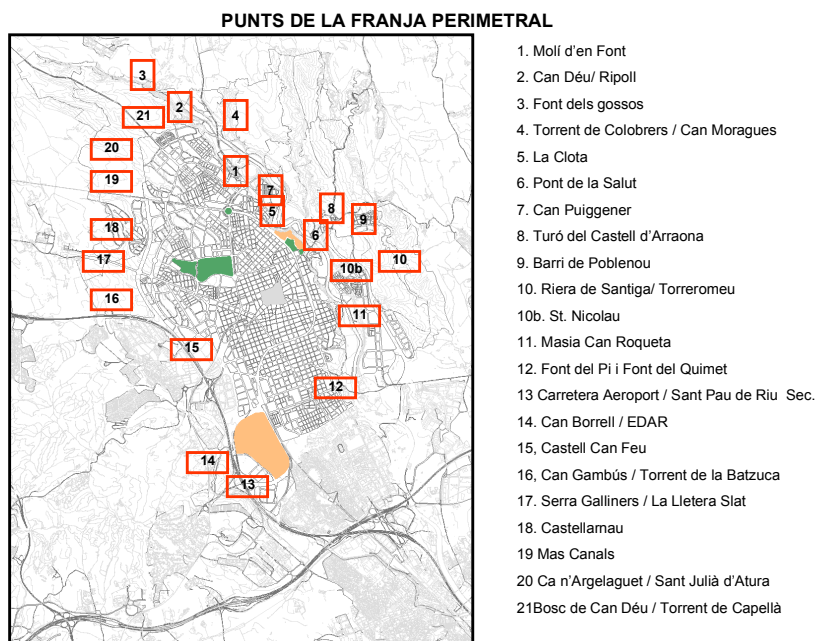 PUNTS DE LA FRANJA PERIMETRAL
3
2
21
4
20
1
19
7
5
8
9
18
6
17
10b
10
16
11
15
12
14
13
1. Molí d'en Font
2. Can Déu/ Ripoll
3. Font dels gossos
4. Torrent de Colobrers / Can Moragues
5. La Clota
6. Pont de la Salut
7. Can Puiggener
8. Turó del Castell d'Arraona
9. Barri de Poblenou
10. Riera de Santiga/ Torreromeu
10b. St. Nicolau
11. Masia Can Roqueta
12. Font del Pi i Font del Quimet
13 Carretera Aeroport / Sant Pau de Riu Sec.
14. Can Borrell / EDAR
15, Castell Can Feu
16, Can Gambús / Torrent de la Batzuca
17. Serra Galliners / La Lletera Slat
18. Castellarnau
19 Mas Canals
20 Ca n'Argelaguet / Sant Julià d'Atura
21Bosc de Can Déu / Torrent de Capellà